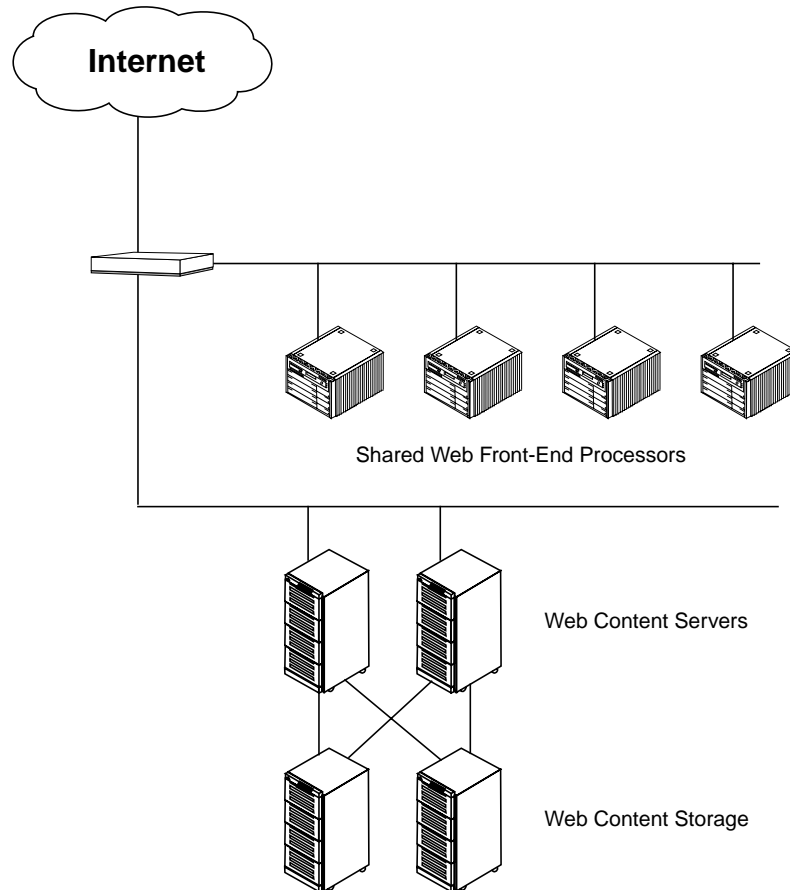 Internet
Shared Web Front-End Processors
Web Content Servers
Web Content Storage